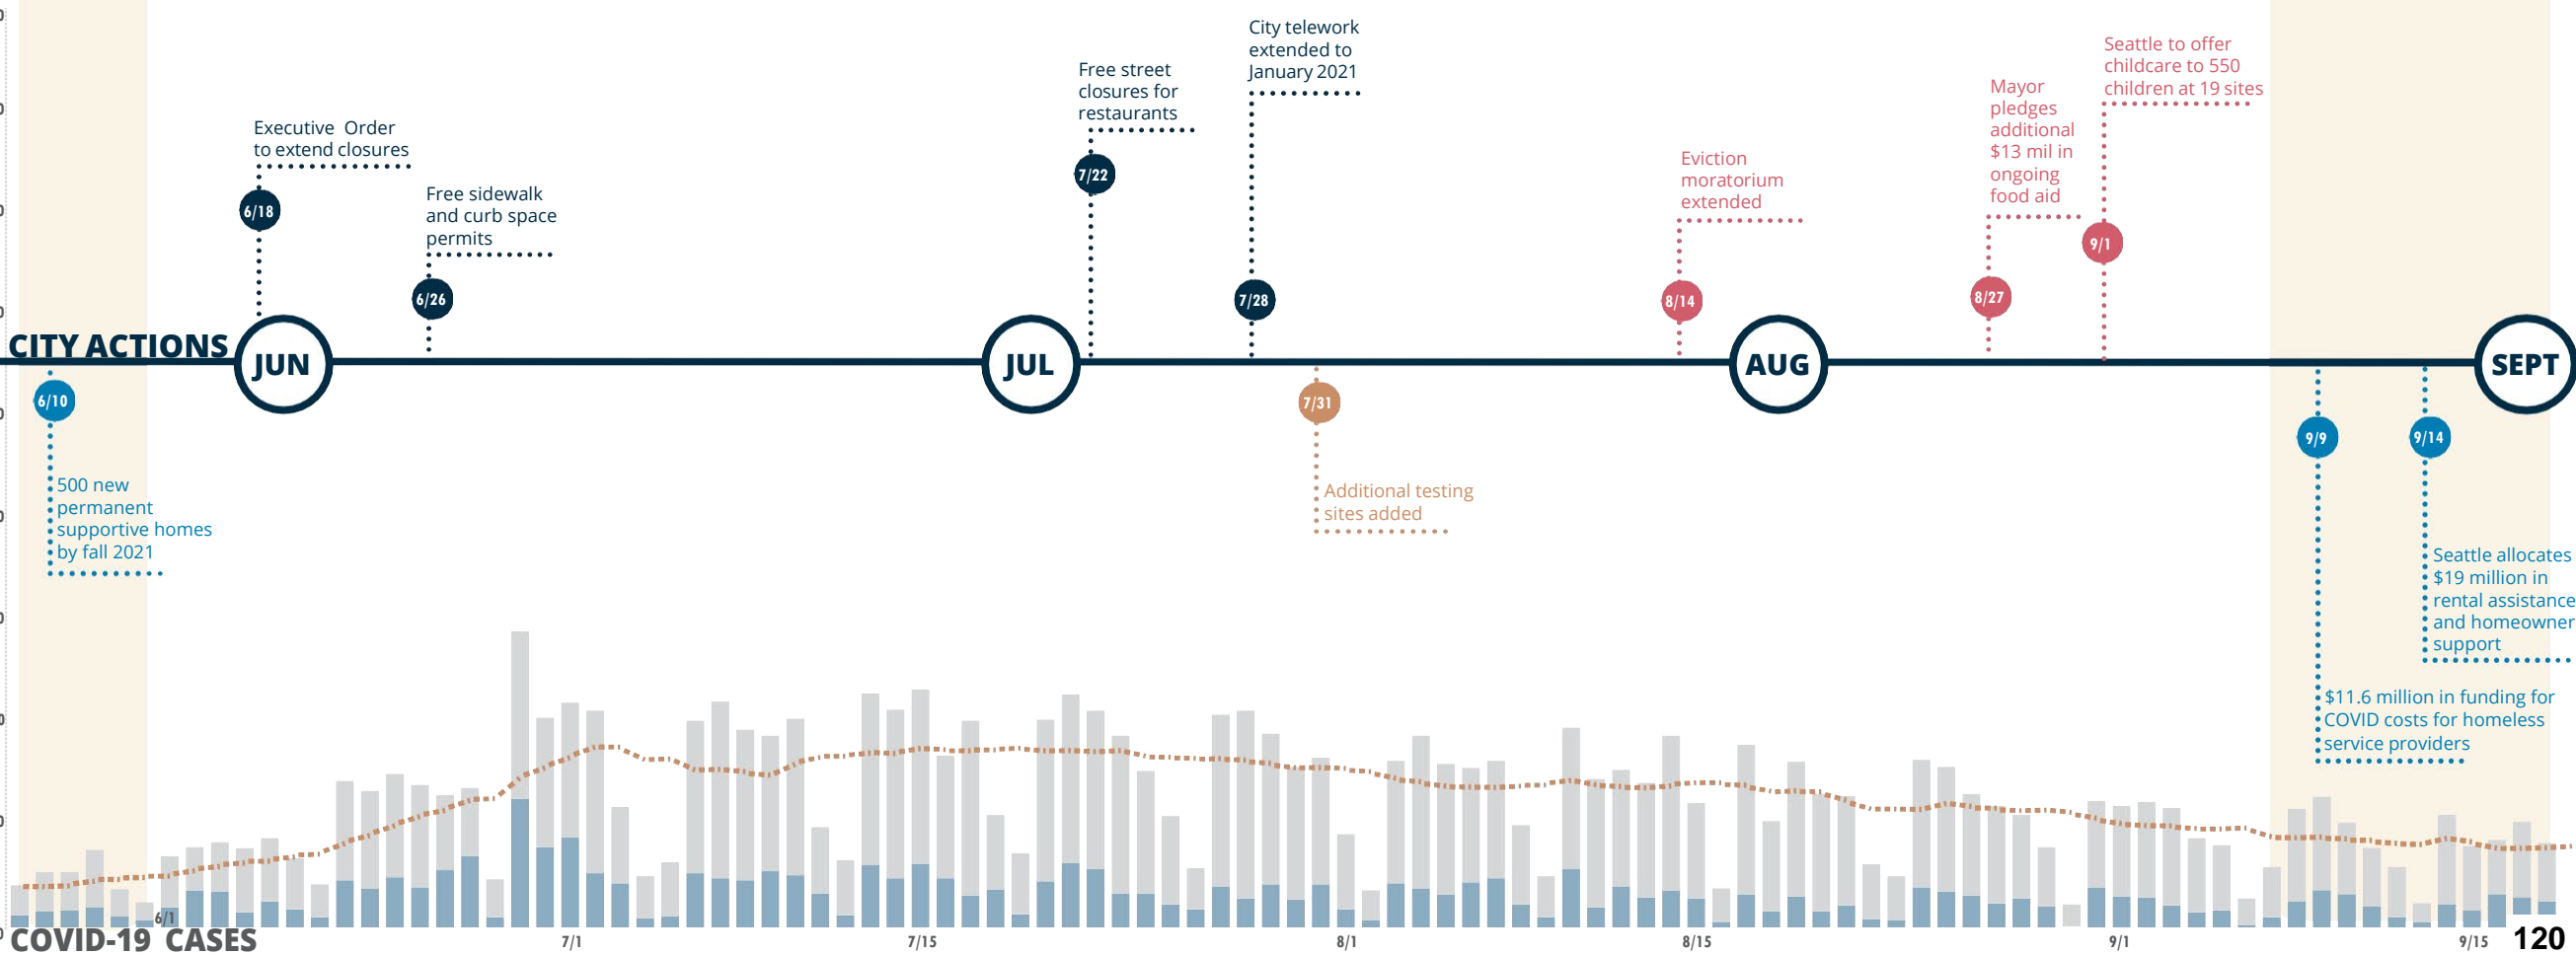 City telework
extended to
January 2021
Seattle to offer
childcare to 550
children at 19 sites
Free street
closures for
restaurants
Mayor
pledges
additional
$13 mil in
ongoing
food aid
Executive Order
to extend closures
Eviction
moratorium
extended
Free sidewalk
and curb space
permits
7/22
6/18
9/1
6/26
7/28
8/14
8/27
CITY ACTIONS
JUN
JUL
AUG
SEPT
6/10
7/31
9/9
9/14
500 new
permanent
supportive homes
by fall 2021
Additional testing
sites added
Seattle allocates
$19 million in
rental assistance
and homeowner
support
$11.6 million in funding for
COVID costs for homeless
service providers
6/1
COVID-19 CASES
7/1
7/15
8/1
8/15
9/1
9/15
120